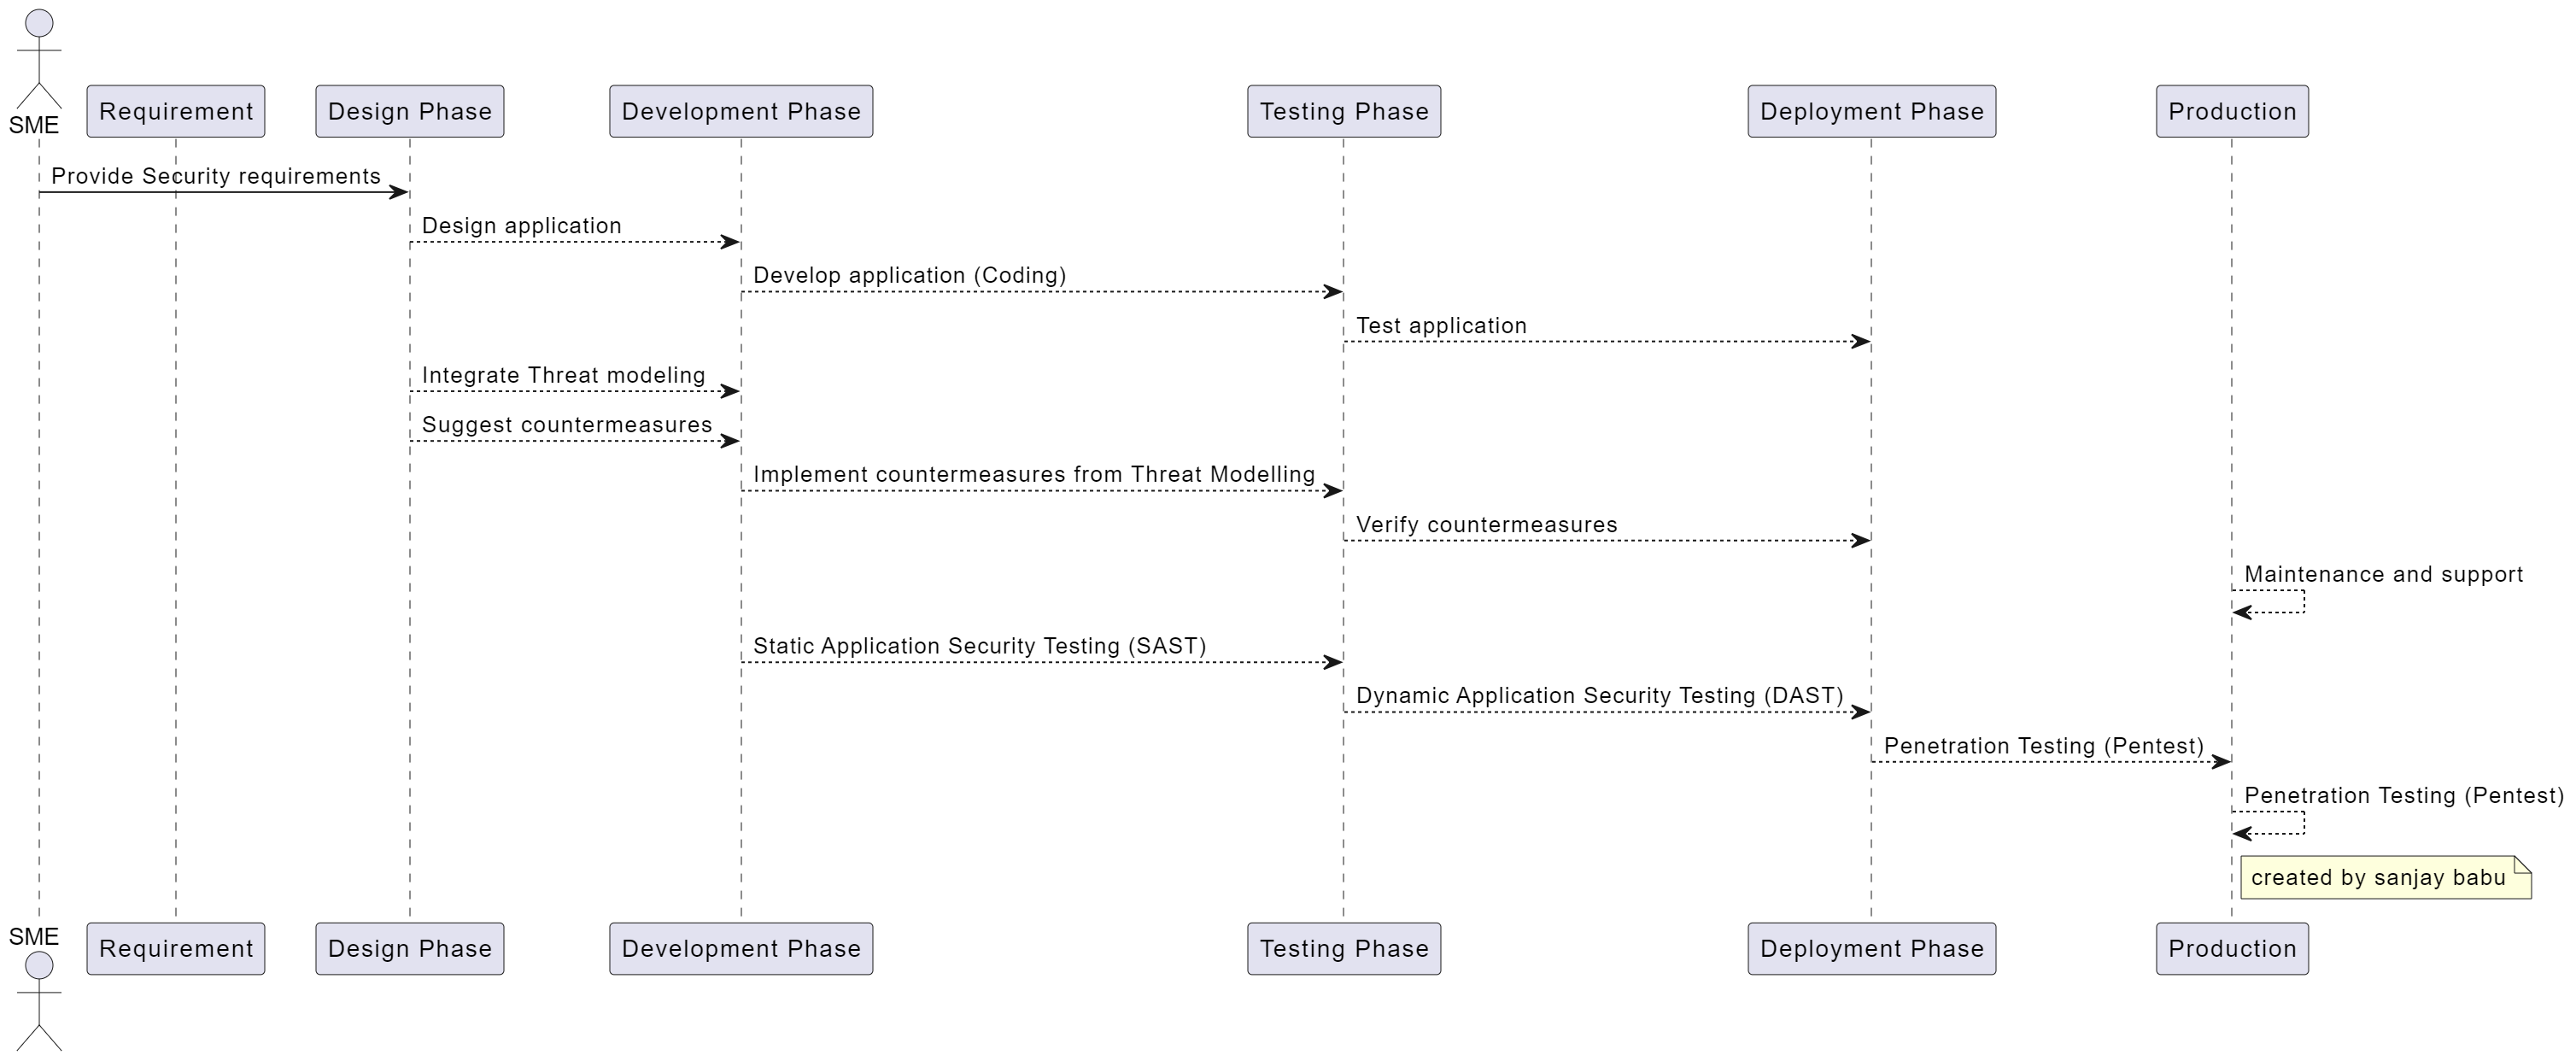 SME
Requirement
Design Phase
Development Phase
Testing Phase
Deployment Phase
Production
Provide Security requirements
Design application
Develop application (Coding)
Test application
Integrate Threat modeling
Suggest countermeasures
Implement countermeasures from Threat Modelling
Verify countermeasures
Maintenance and support
Static Application Security Testing (SAST)
Dynamic Application Security Testing (DAST)
Penetration Testing (Pentest)
Penetration Testing (Pentest)
created by sanjay babu
SME
Requirement
Design Phase
Development Phase
Testing Phase
Deployment Phase
Production